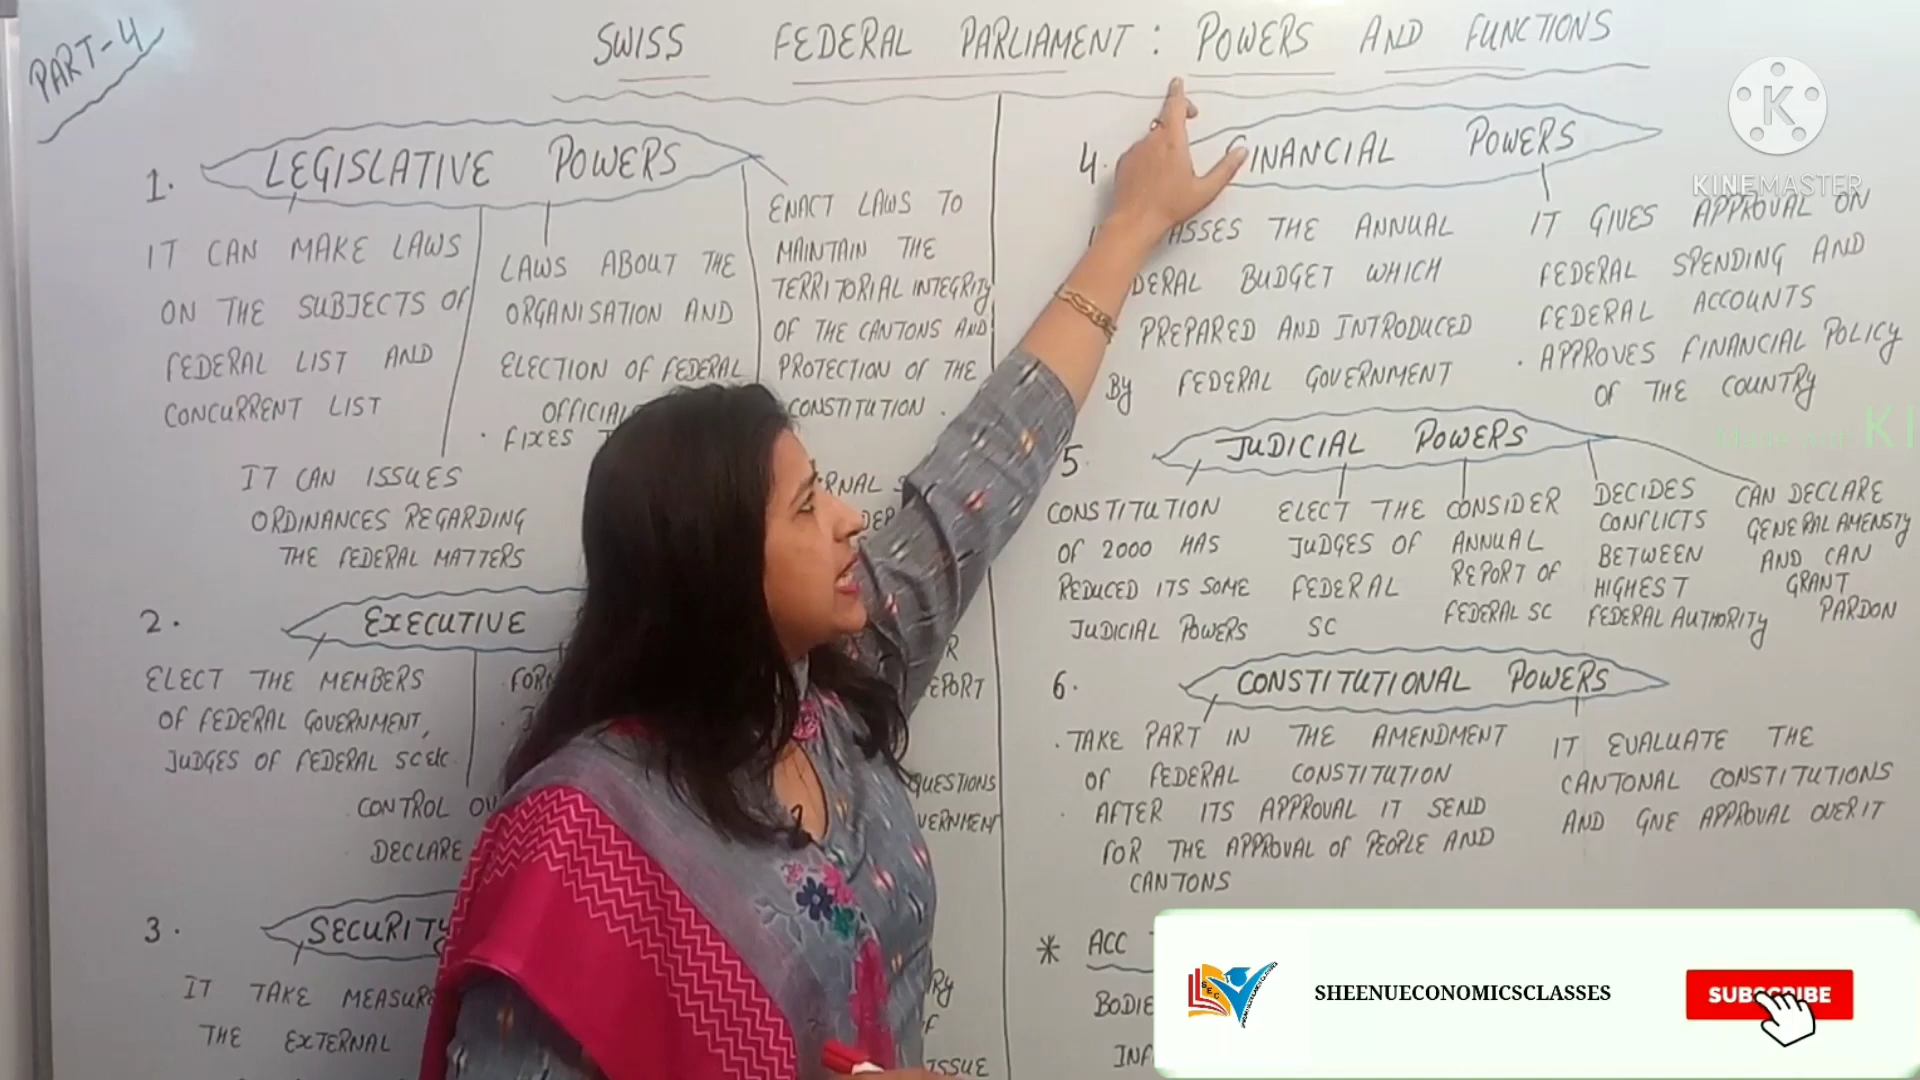 PART-4
SWISS FEDERAL PARLIAMENT: POWERS AND FUNCTIONS
1. LEGISLATIVE POWERS
IT CAN MAKE LAWS
ON THE SUBJECTS OF
FEDERAL LIST AND
CONCURRENT LIST
LAWS ABOUT THE
ORGANISATION AND
ELECTION OF FEDERAL
. FIXES
ENACT LAWS TO
MAINTAIN THE
TERRITORIAL INTEGRITY
OF THE CANTONS AND
PROTECTION OF THE
CONSTITUTION.
IT CAN ISSUES
ORDINANCES REGARDING
THE FEDERAL MATTERS
2. EXECUTIVE
ELECT THE MEMBERS
OF FEDERAL GOVERNMENT,
JUDGES OF FEDERAL SC etc.
CONTROL
DECLARE
QUESTIONS
3. SECURITY
IT TAKE
THE EXTERNAL
ISSUE
4. FINANCIAL POWERS
THE ANNUAL
BUDGET WHICH
PREPARED AND INTRODUCED
By FEDERAL GOVERNMENT
IT GIVES APPROVAL ON
FEDERAL SPENDING AND
FEDERAL ACCOUNTS
. APPROVES FINANCIAL POLICY
OF THE COUNTRY
5. JUDICIAL POWERS
CONSTITUTION
OF 2000 HAS
REDUCED ITS SOME
JUDICIAL POWERS
ELECT THE
JUDGES OF
FEDERAL
SC
CONSIDER
ANNUAL
REPORT OF
FEDERAL SC
DECIDES
CONFLICTS
BETWEEN
HIGHEST
FEDERAL AUTHORITY
CAN DECLARE
GENERAL AMENSTY
AND CAN
GRANT
PARDON
6. CONSTITUTIONAL POWERS
. TAKE PART IN THE AMENDMENT
OF FEDERAL CONSTITUTION
. AFTER ITS APPROVAL IT SEND
FOR THE APPROVAL OF PEOPLE AND
CANTONS
IT EVALUATE THE
CANTONAL CONSTITUTIONS
AND GIVE APPROVAL OVER IT
* ACC
K
KINEMASTER
SEC
SHEENUECONOMICSCLASSES
SUBSCRIBE